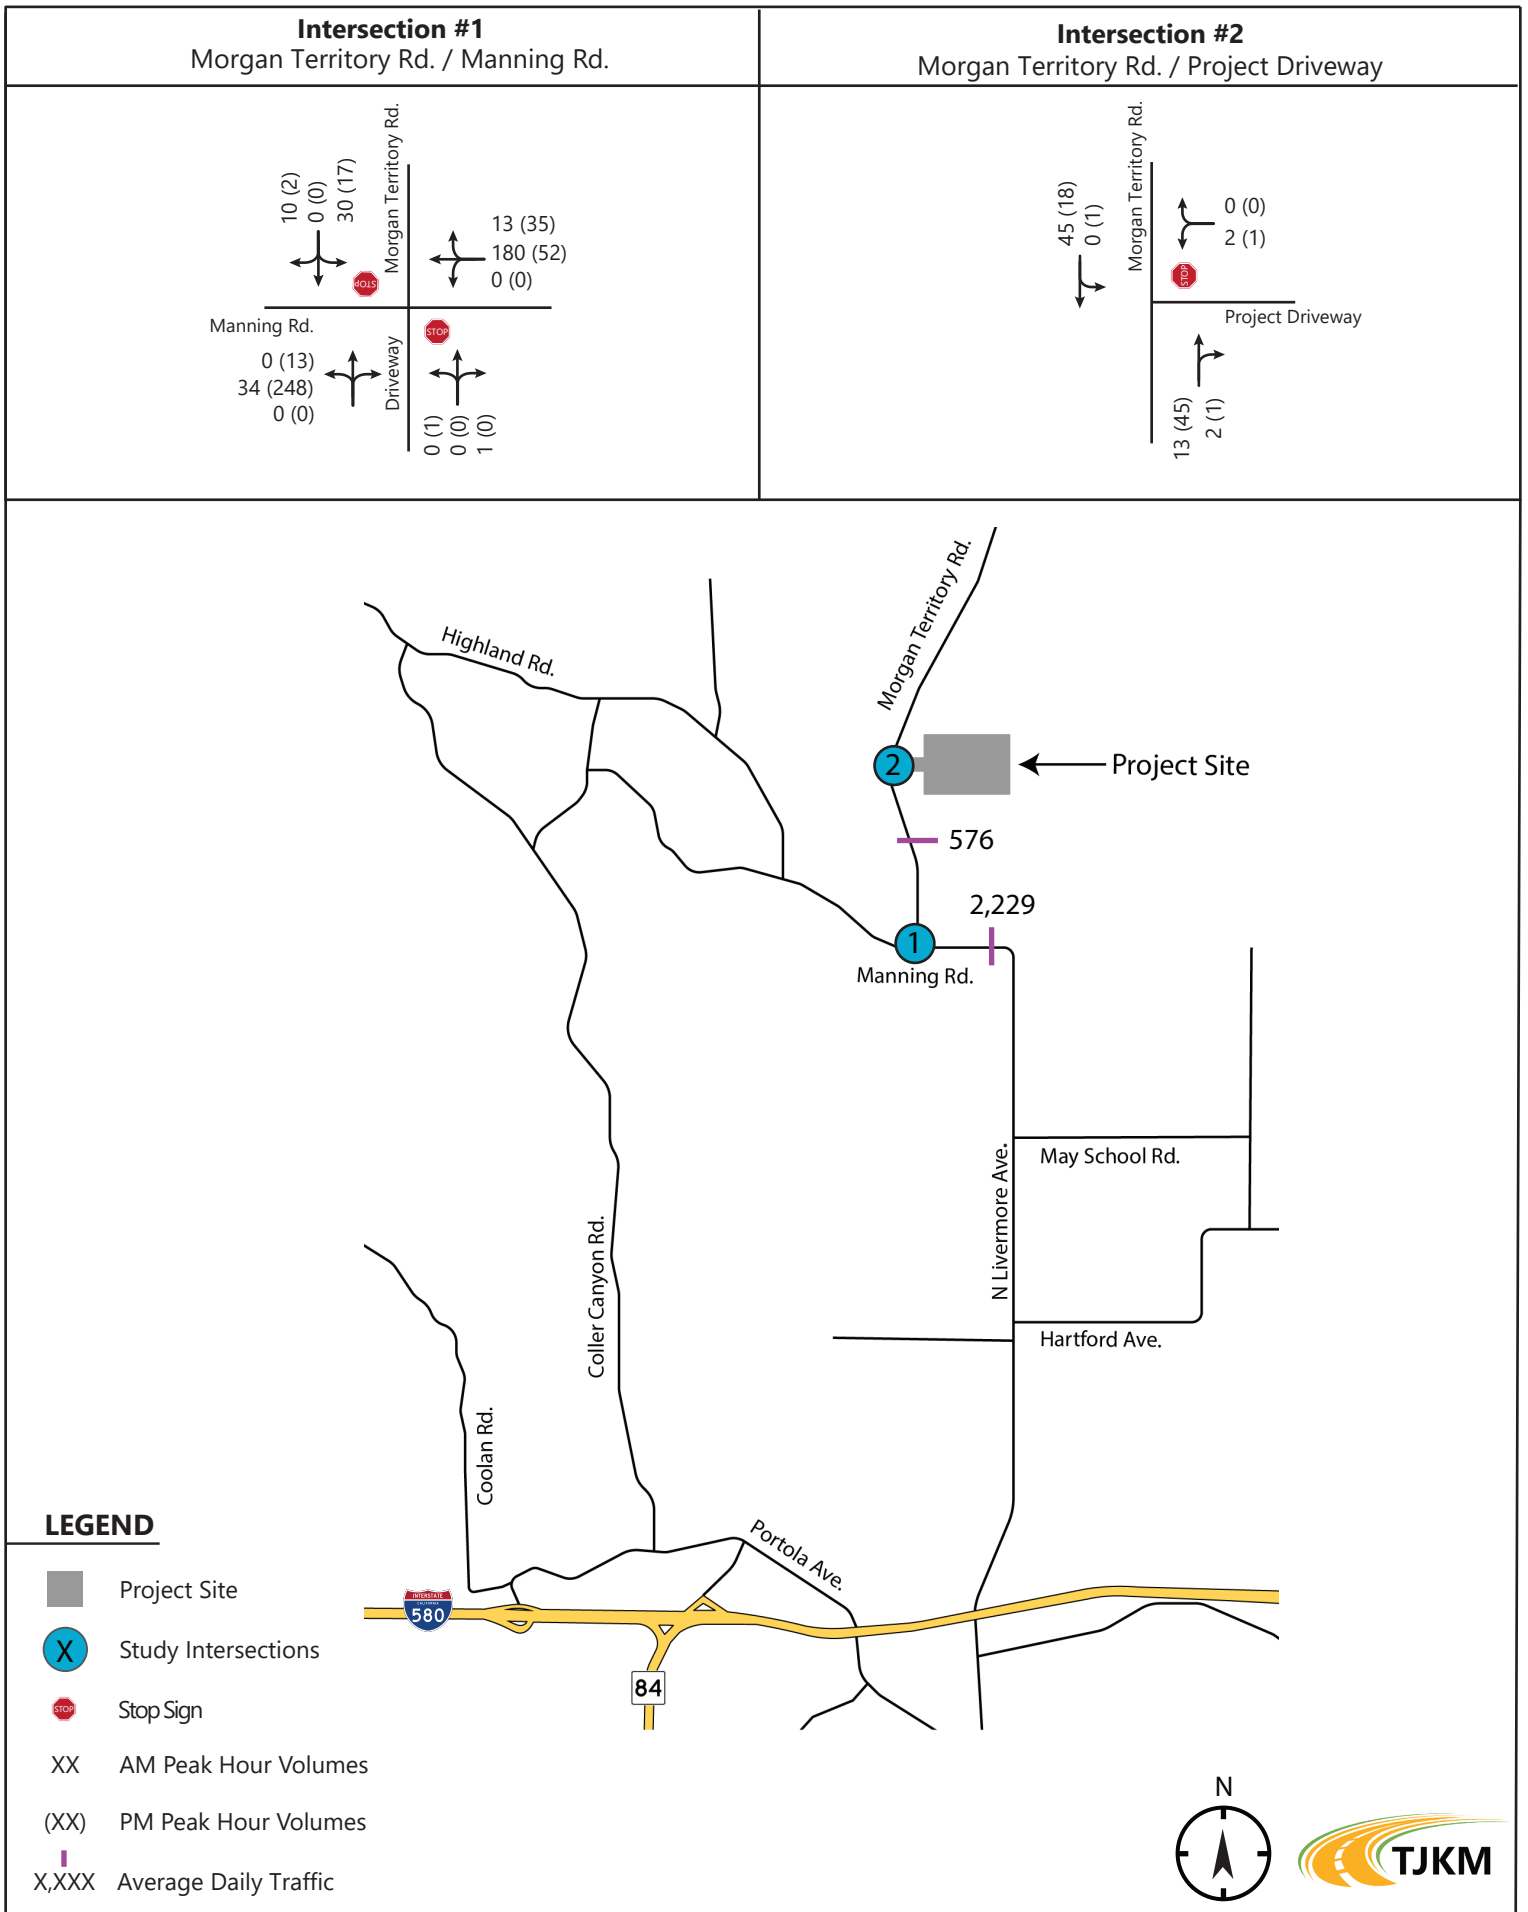 Intersection #1
Morgan Territory Rd. / Manning Rd.
Intersection #2
Morgan Territory Rd. / Project Driveway
10 (2)
0 (0)
30 (17)
Morgan Territory Rd.
13 (35)
180 (52)
0 (0)
STOP
Manning Rd.
STOP
0 (13)
34 (248)
0 (0)
Driveway
0 (1)
0 (0)
1 (0)
45 (18)
0 (1)
Morgan Territory Rd.
0 (0)
2 (1)
STOP
Project Driveway
13 (45)
2 (1)
Morgan Territory Rd.
Highland Rd.
2
Project Site
576
2,229
1
Manning Rd.
May School Rd.
N Livermore Ave.
Coller Canyon Rd.
Hartford Ave.
Coolan Rd.
Portola Ave.
INTERSTATE
CALIFORNIA
580
84
LEGEND
Project Site
X
Study Intersections
STOP
Stop Sign
XX
AM Peak Hour Volumes
(XX)
PM Peak Hour Volumes
X,XXX
Average Daily Traffic
N
TJKM